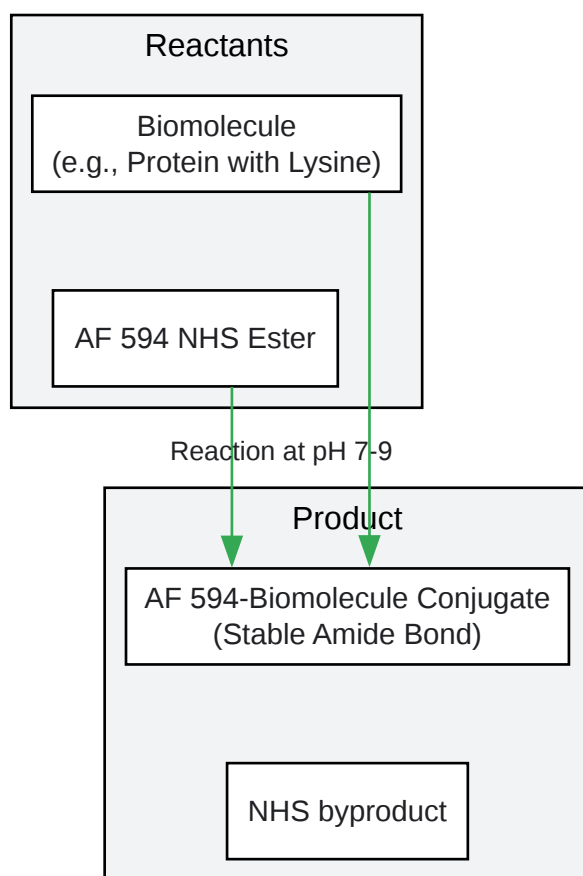 Reactants
Biomolecule
(e.g., Protein with Lysine)
AF 594 NHS Ester
Reaction at pH 7-9
Product
AF 594-Biomolecule Conjugate
(Stable Amide Bond)
NHS byproduct